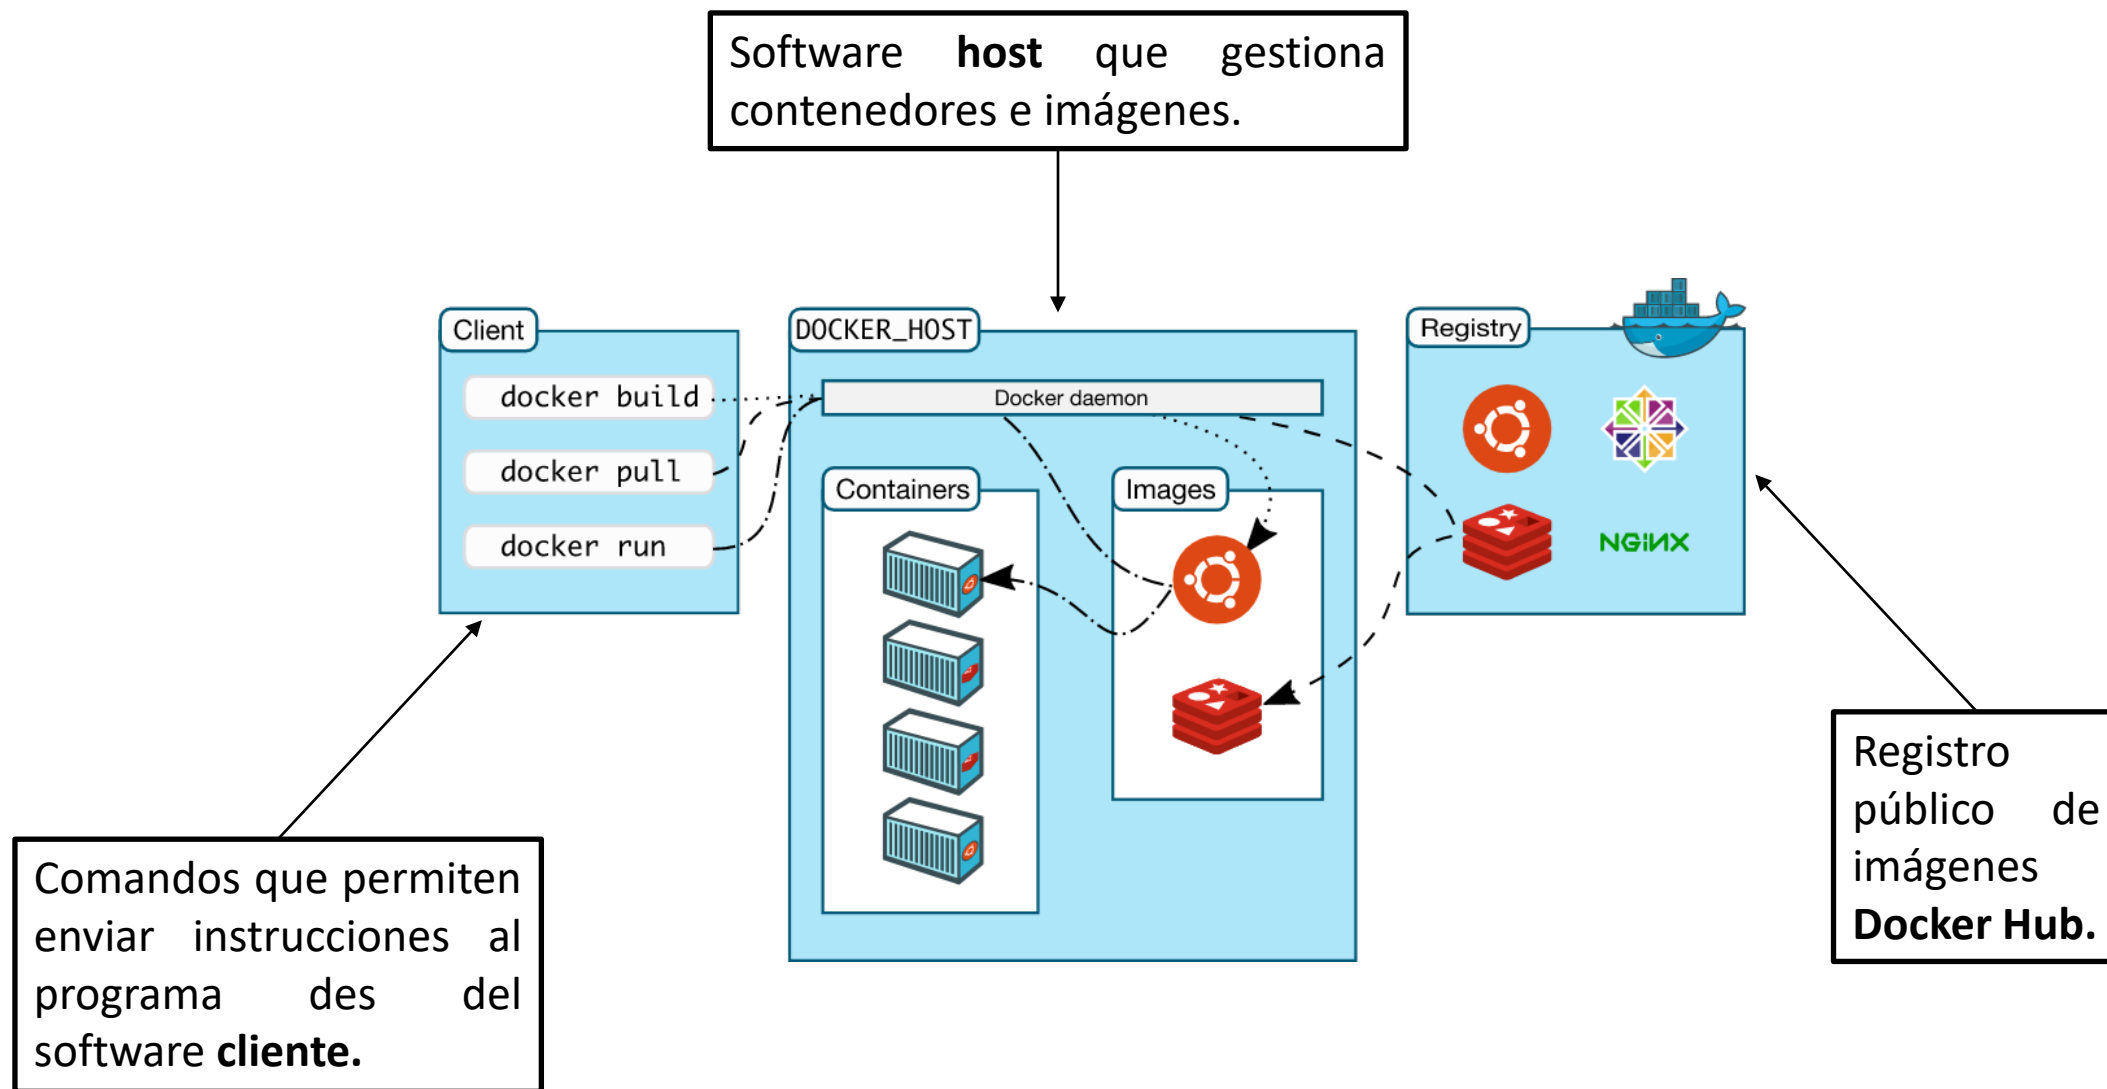 Software host que gestiona
contenedores e imágenes.
Client
DOCKER_HOST
Registry
docker build
Docker daemon
docker pull
Containers
Images
docker run
NGiNX
Registro
público de
imágenes
Docker Hub.
Comandos que permiten
enviar instrucciones al
programa des del
software cliente.